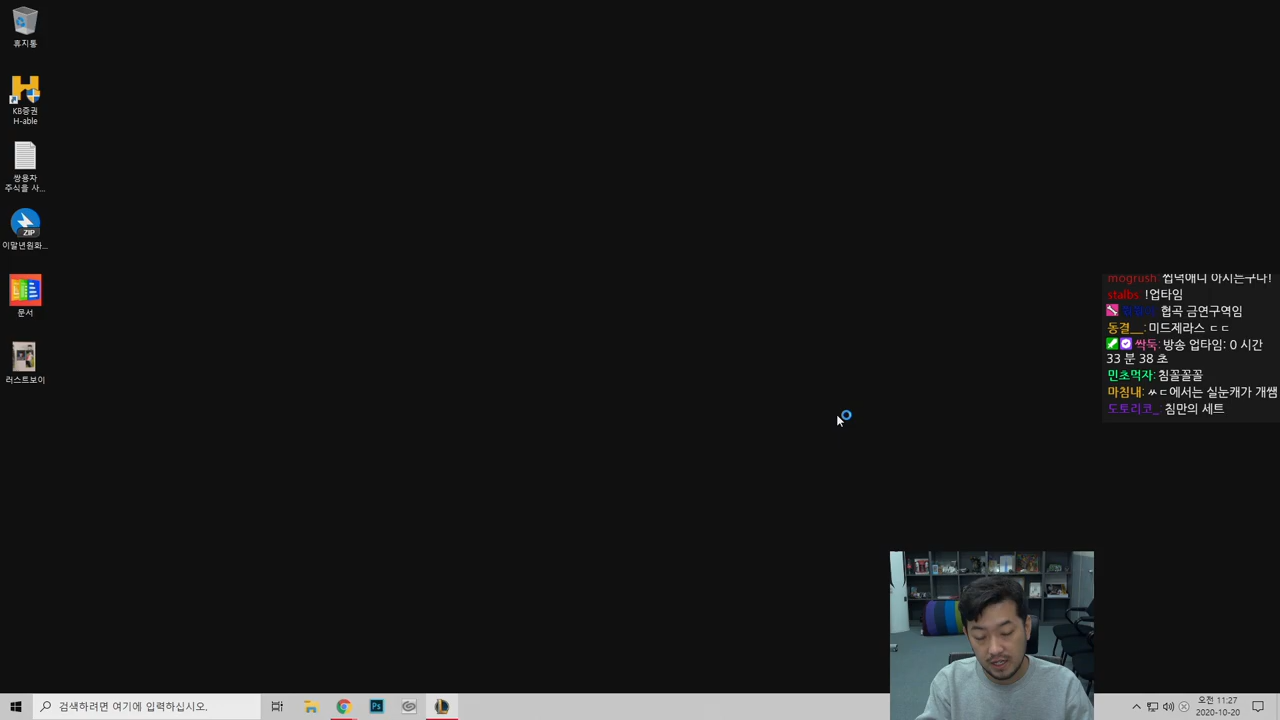 휴지통
KB증권
H-able
쌍용자
주식을 사...
ZIP
이말년원화...
문서
러스트보이
mogrush: 씹덕애니 아시는구나!
stalbs !업타임
협곡 금연구역임
동결__: 미드제라스 ㄷㄷ
싹둑: 방송 업타임: 0 시간
33 분 38 초
민초먹자: 침꼴꼴꼴
마침내: ㅆㄷ에서는 실눈캐가 개쌤
도토리코_: 침만의 세트
검색하려면 여기에 입력하십시오.
Ps
오전 11:27
2020-10-20